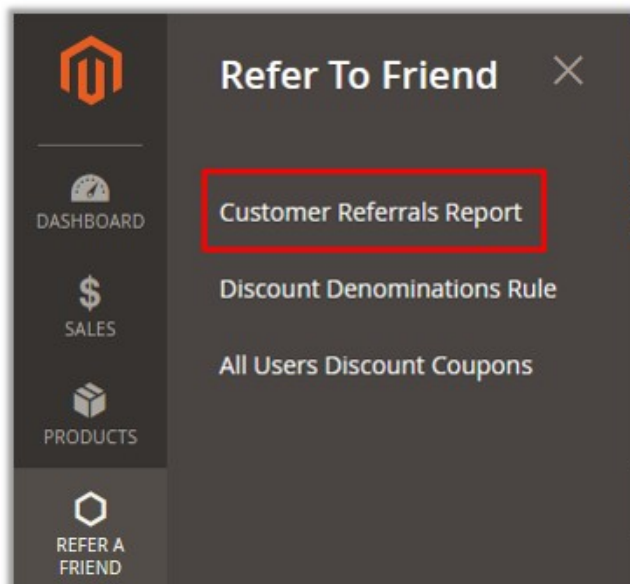 Refer To Friend
DASHBOARD
SALES
PRODUCTS
REFER A
FRIEND
Customer Referrals Report
Discount Denominations Rule
All Users Discount Coupons